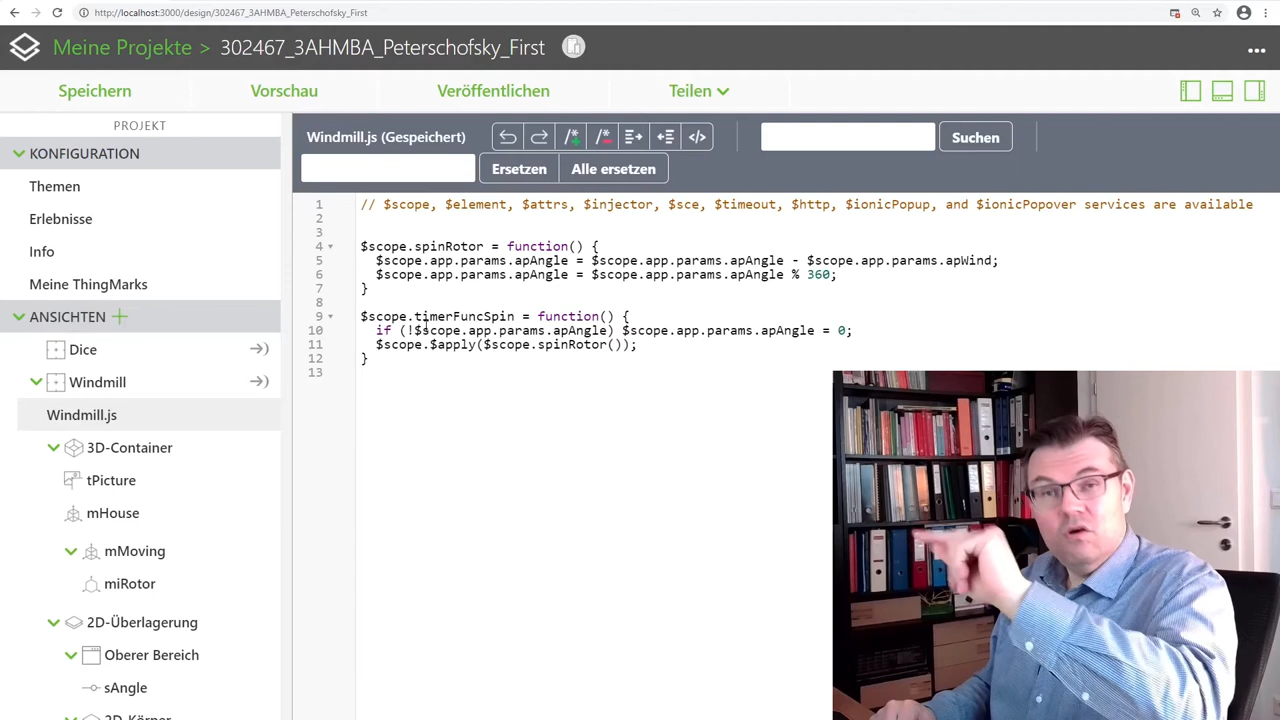 http://localhost:3000/design/302467_3AHMBA_Peterschofsky_First
Meine Projekte > 302467_3AHMBA_Peterschofsky_First
Speichern
Vorschau
Veröffentlichen
Teilen
PROJEKT
KONFIGURATION
Themen
Erlebnisse
Info
Meine ThingMarks
ANSICHTEN
Dice
Windmill
Windmill.js
3D-Container
tPicture
mHouse
mMoving
miRotor
2D-Überlagerung
Oberer Bereich
sAngle
2D-Körper
Windmill.js (Gespeichert)
Suchen
Ersetzen
Alle ersetzen
1 // $scope, $element, $attrs, $injector, $sce, $timeout, $http, $ionicPopup, and $ionicPopover services are available
2
3
4 $scope.spinRotor = function() {
5 $scope.app.params.apAngle = $scope.app.params.apAngle - $scope.app.params.apWind;
6 $scope.app.params.apAngle = $scope.app.params.apAngle % 360;
7 }
8
9 $scope.timerFuncSpin = function() {
10 if (!$scope.app.params.apAngle) $scope.app.params.apAngle = 0;
11 $scope.$apply($scope.spinRotor());
12 }
13